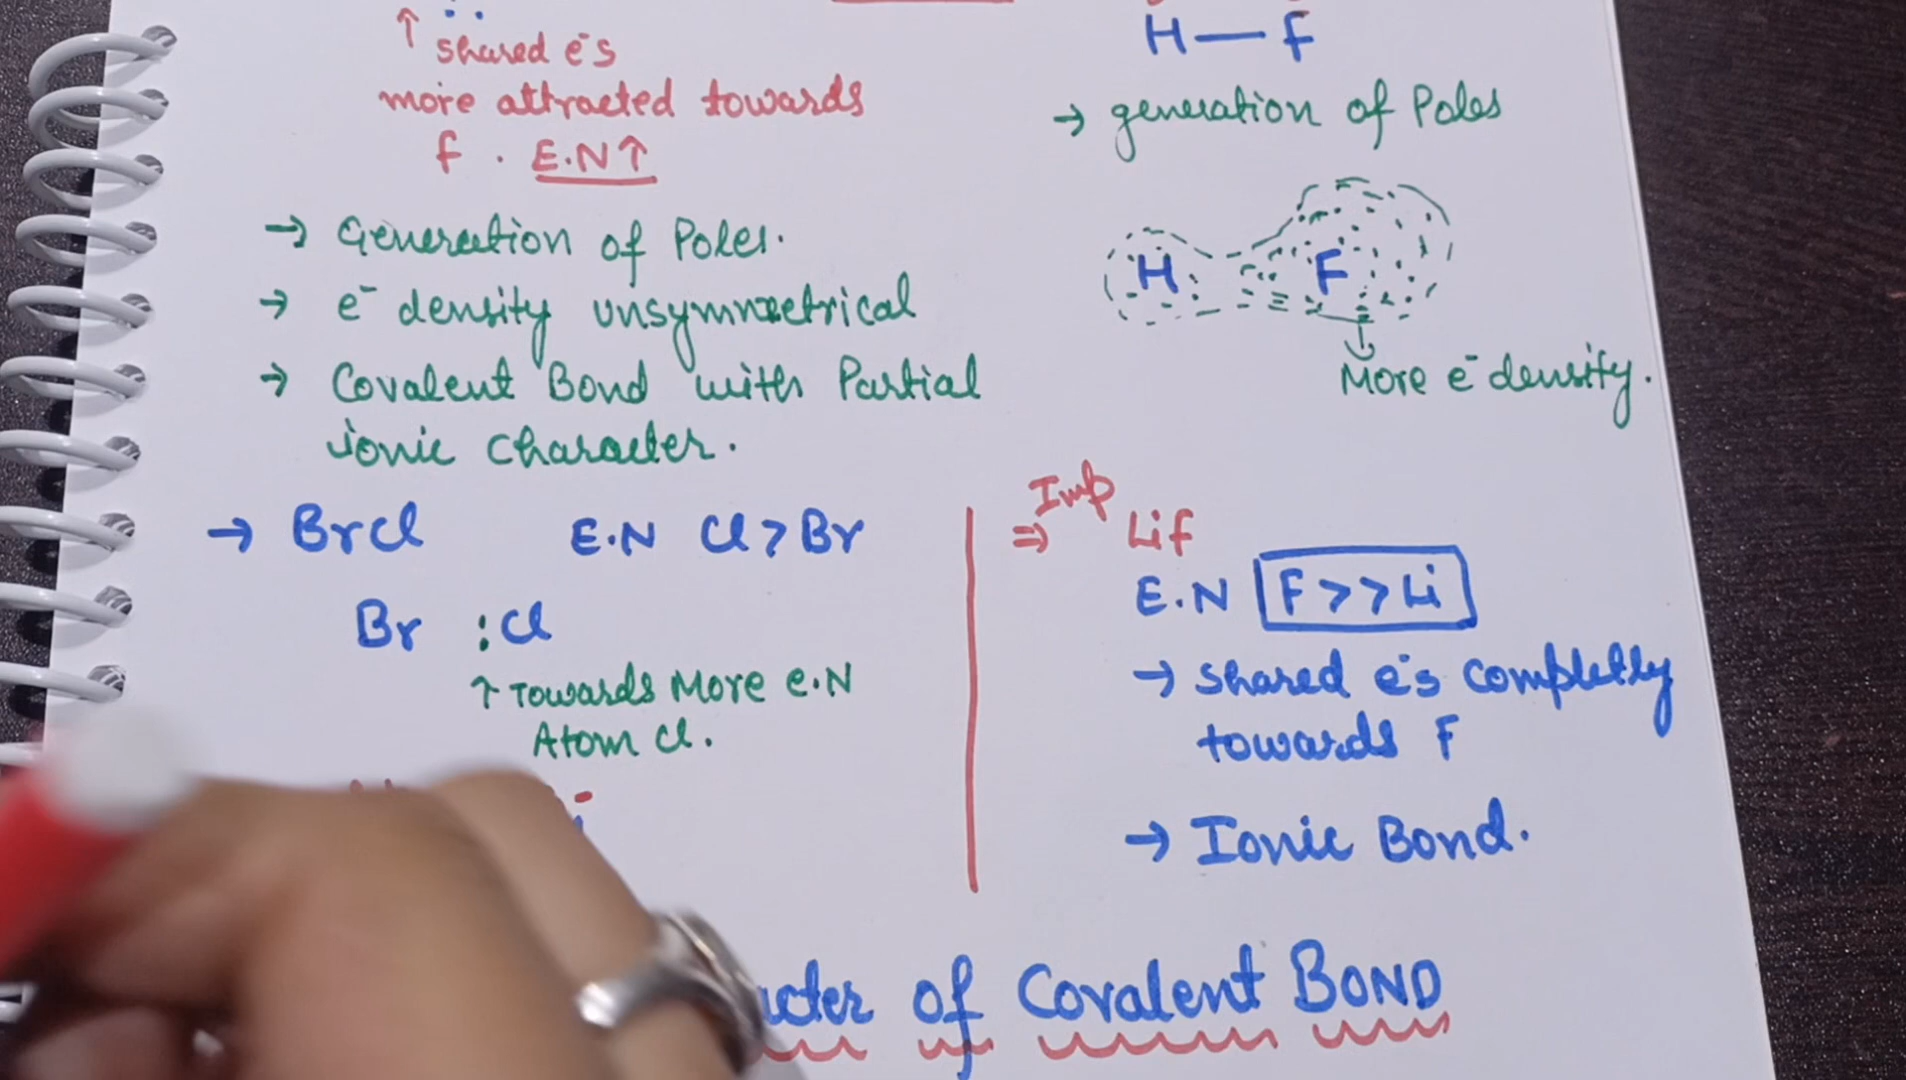 ↑ shared e⁻s
more attracted towards
f . E.N↑
→ Generation of Poles.
→ e⁻ density unsymmetrical
→ Covalent Bond with Partial
ionic character.
H—F
→ generation of Poles
H F
More e⁻ density.
→ BrCl E.N Cl > Br
Br :Cl
↑ Towards More e.N
Atom Cl.
Imp
⇒ Lif
E.N F >> Li
→ shared e⁻s completly
towards F
→ Ionic Bond.
of Covalent BOND